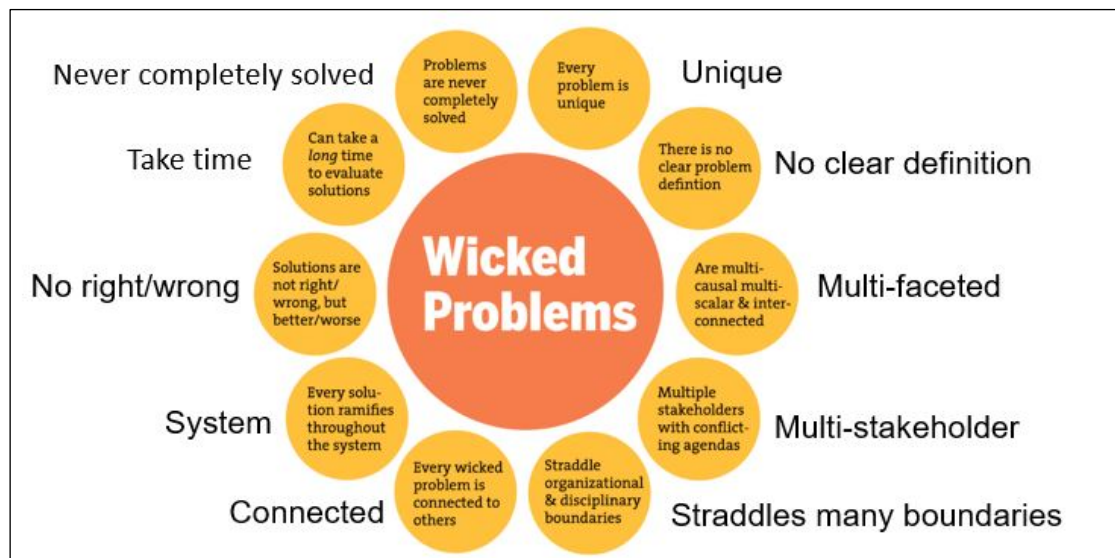 Never completely solved
Problems
are never
completely
solved
Every
problem is
unique
Unique
Take time
Can take a
long time
to evaluate
solutions
There is no
clear problem
defintion
No clear definition
No right/wrong
Solutions are
not right/
wrong, but
better/worse
Wicked
Problems
Are multi-
causal multi-
scalar & inter-
connected
Multi-faceted
System
Every solu-
tion ramifies
throughout
the system
Multiple
stakeholders
with conflict-
ing agendas
Multi-stakeholder
Connected
Every wicked
problem is
connected to
others
Straddle
organizational
& disciplinary
boundaries
Straddles many boundaries